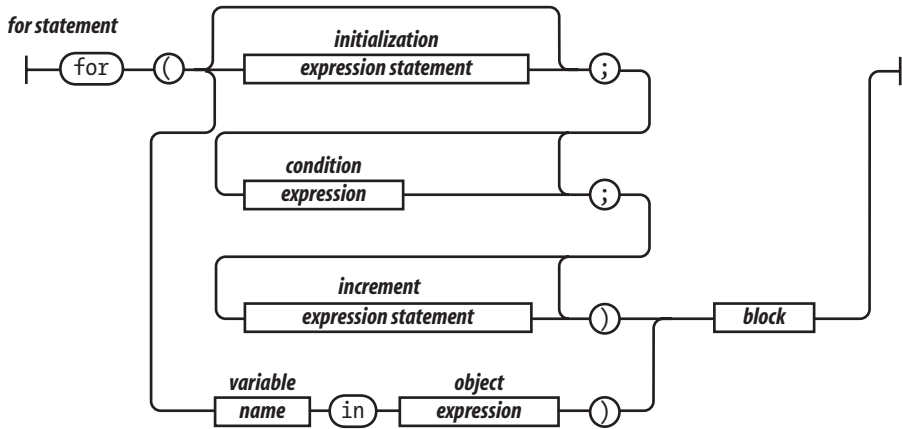 for statement
initialization
for ( expression statement ;
condition
expression ;
increment
expression statement ) block
variable object
name in expression )